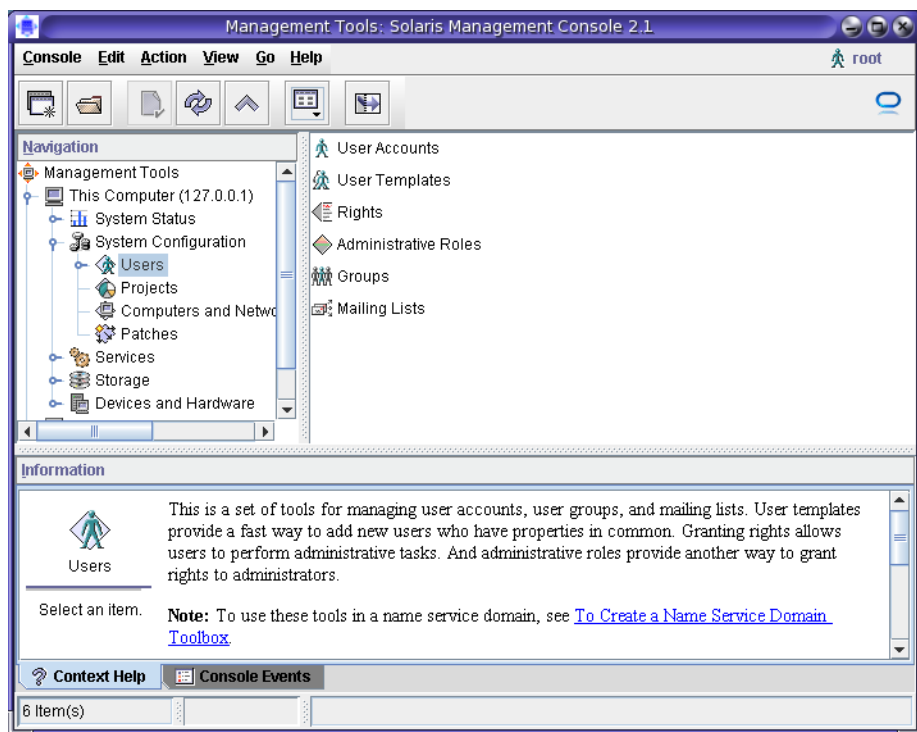 Management Tools: Solaris Management Console 2.1
Console Edit Action View Go Help
root
Navigation
Management Tools
This Computer (127.0.0.1)
System Status
System Configuration
Users
Projects
Computers and Netwo
Patches
Services
Storage
Devices and Hardware
User Accounts
User Templates
Rights
Administrative Roles
Groups
Mailing Lists
Information
Users
Select an item.
This is a set of tools for managing user accounts, user groups, and mailing lists. User templates
provide a fast way to add new users who have properties in common. Granting rights allows
users to perform administrative tasks. And administrative roles provide another way to grant
rights to administrators.
Note: To use these tools in a name service domain, see To Create a Name Service Domain
Toolbox.
Context Help
Console Events
6 Item(s)